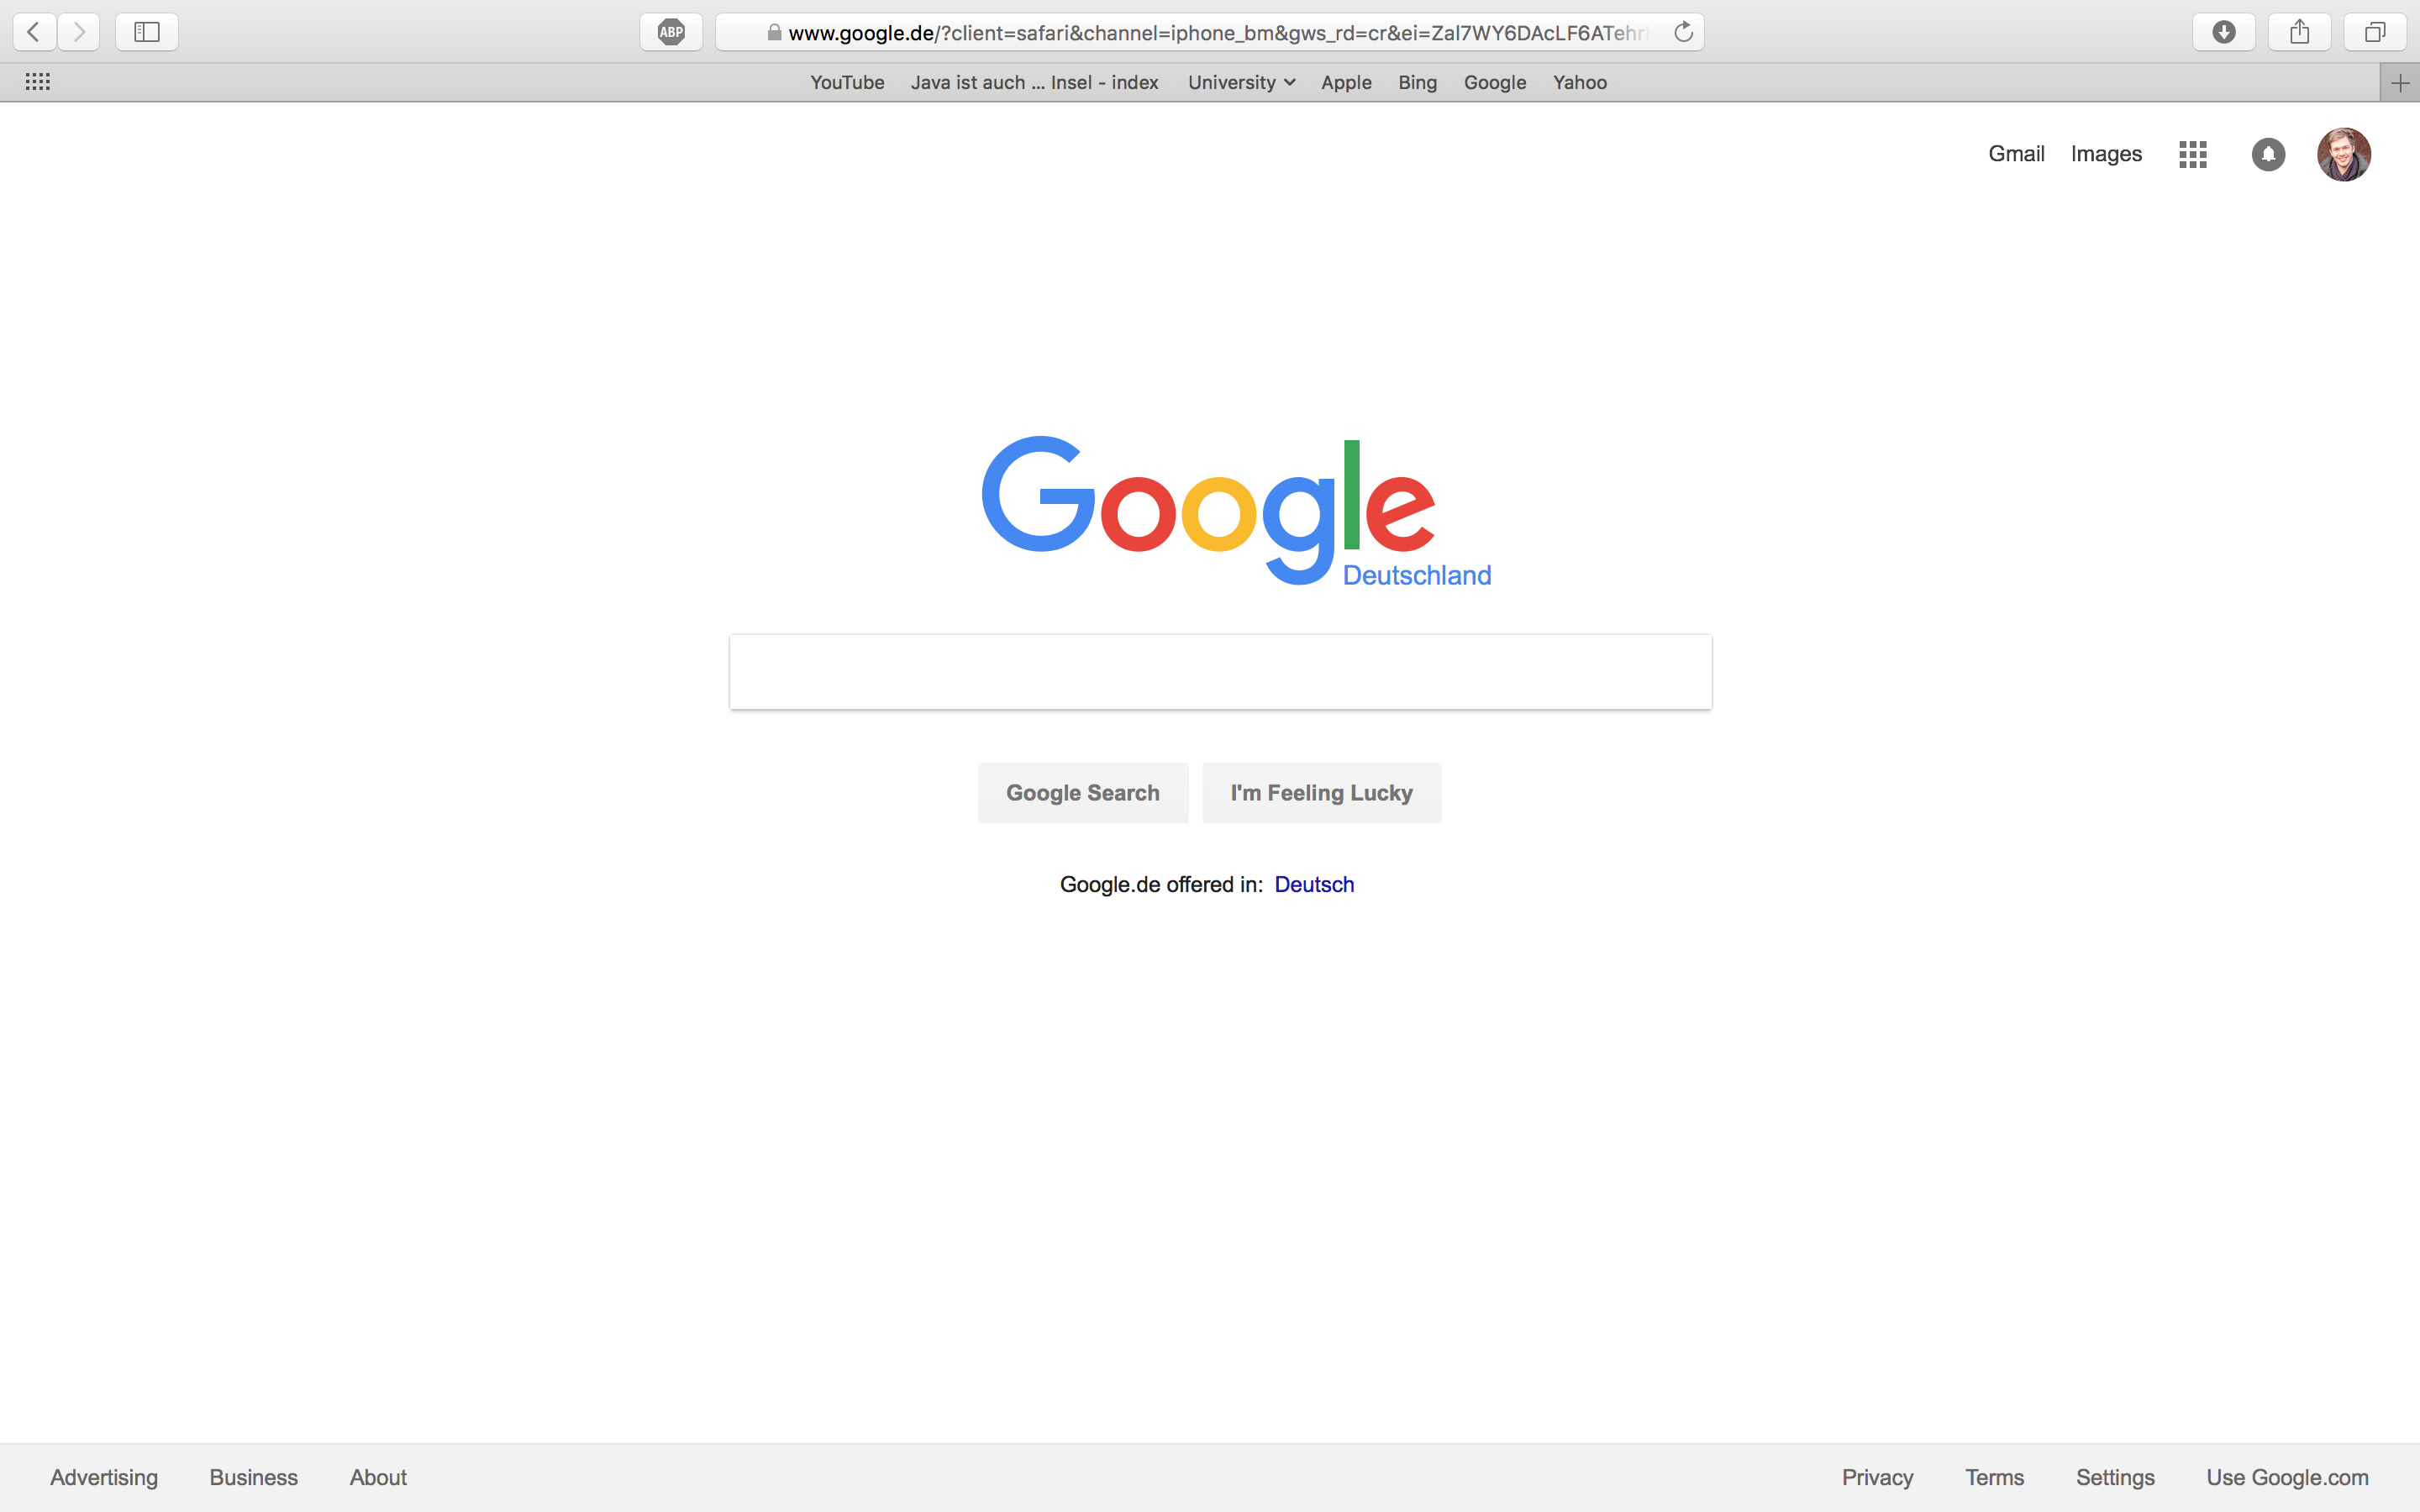 ABP
www.google.de/?client=safari&channel=iphone_bm&gws_rd=cr&ei=Zal7WY6DAcLF6ATehr
YouTube Java ist auch ... Insel - index University Apple Bing Google Yahoo
Gmail Images
Google
Deutschland
Google Search I'm Feeling Lucky
Google.de offered in: Deutsch
Advertising Business About Privacy Terms Settings Use Google.com